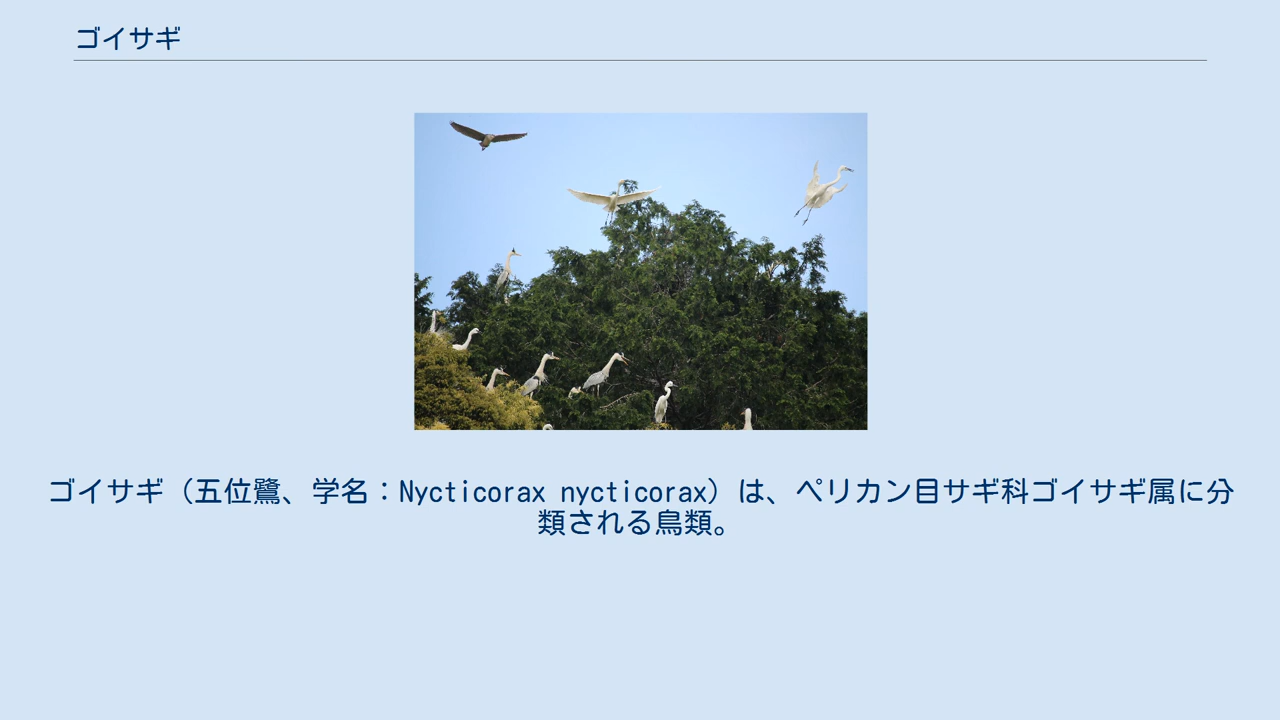 ゴイサギ
ゴイサギ（五位鷺、学名：Nycticorax nycticorax）は、ペリカン目サギ科ゴイサギ属に分
類される鳥類。